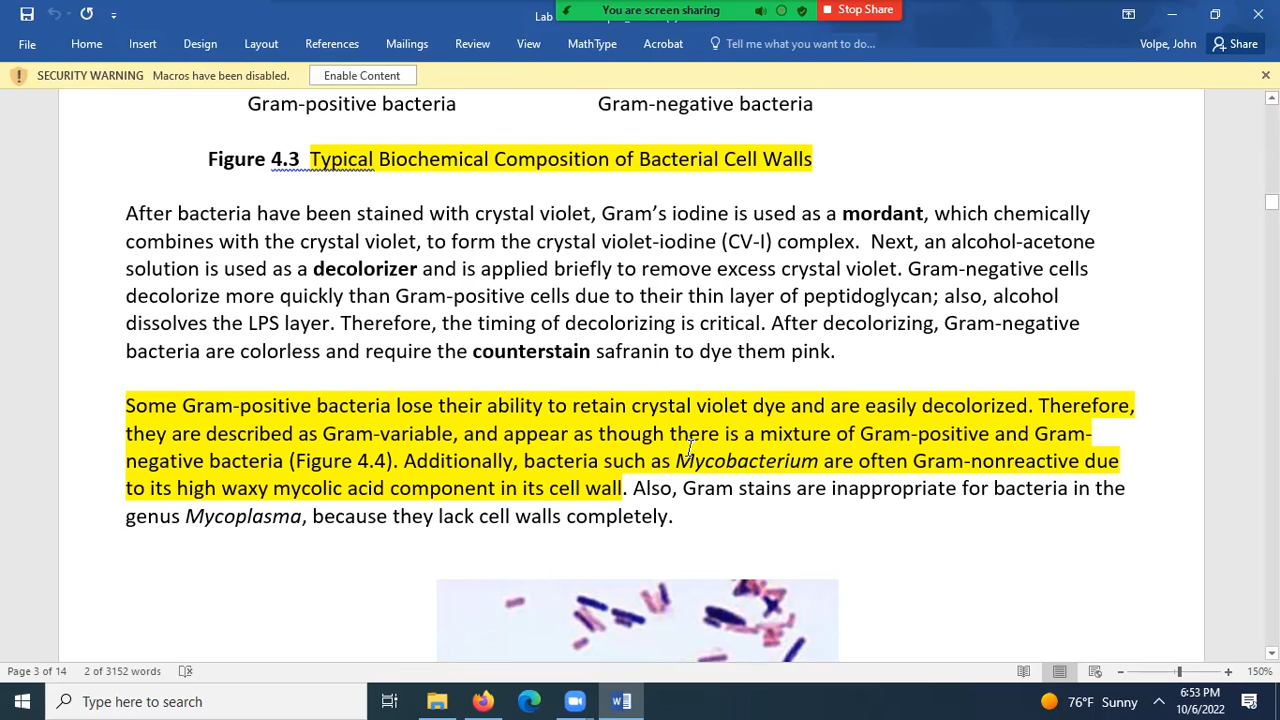 Lab
You are screen sharing
Stop Share
File
Home
Insert
Design
Layout
References
Mailings
Review
View
MathType
Acrobat
Tell me what you want to do...
Volpe, John
Share
SECURITY WARNING Macros have been disabled.
Enable Content
Gram-positive bacteria
Gram-negative bacteria
Figure 4.3 Typical Biochemical Composition of Bacterial Cell Walls
After bacteria have been stained with crystal violet, Gram’s iodine is used as a mordant, which chemically
combines with the crystal violet, to form the crystal violet-iodine (CV-I) complex. Next, an alcohol-acetone
solution is used as a decolorizer and is applied briefly to remove excess crystal violet. Gram-negative cells
decolorize more quickly than Gram-positive cells due to their thin layer of peptidoglycan; also, alcohol
dissolves the LPS layer. Therefore, the timing of decolorizing is critical. After decolorizing, Gram-negative
bacteria are colorless and require the counterstain safranin to dye them pink.
Some Gram-positive bacteria lose their ability to retain crystal violet dye and are easily decolorized. Therefore,
they are described as Gram-variable, and appear as though there is a mixture of Gram-positive and Gram-
negative bacteria (Figure 4.4). Additionally, bacteria such as Mycobacterium are often Gram-nonreactive due
to its high waxy mycolic acid component in its cell wall. Also, Gram stains are inappropriate for bacteria in the
genus Mycoplasma, because they lack cell walls completely.
Page 3 of 14
2 of 3152 words
150%
Type here to search
76°F Sunny
6:53 PM
10/6/2022